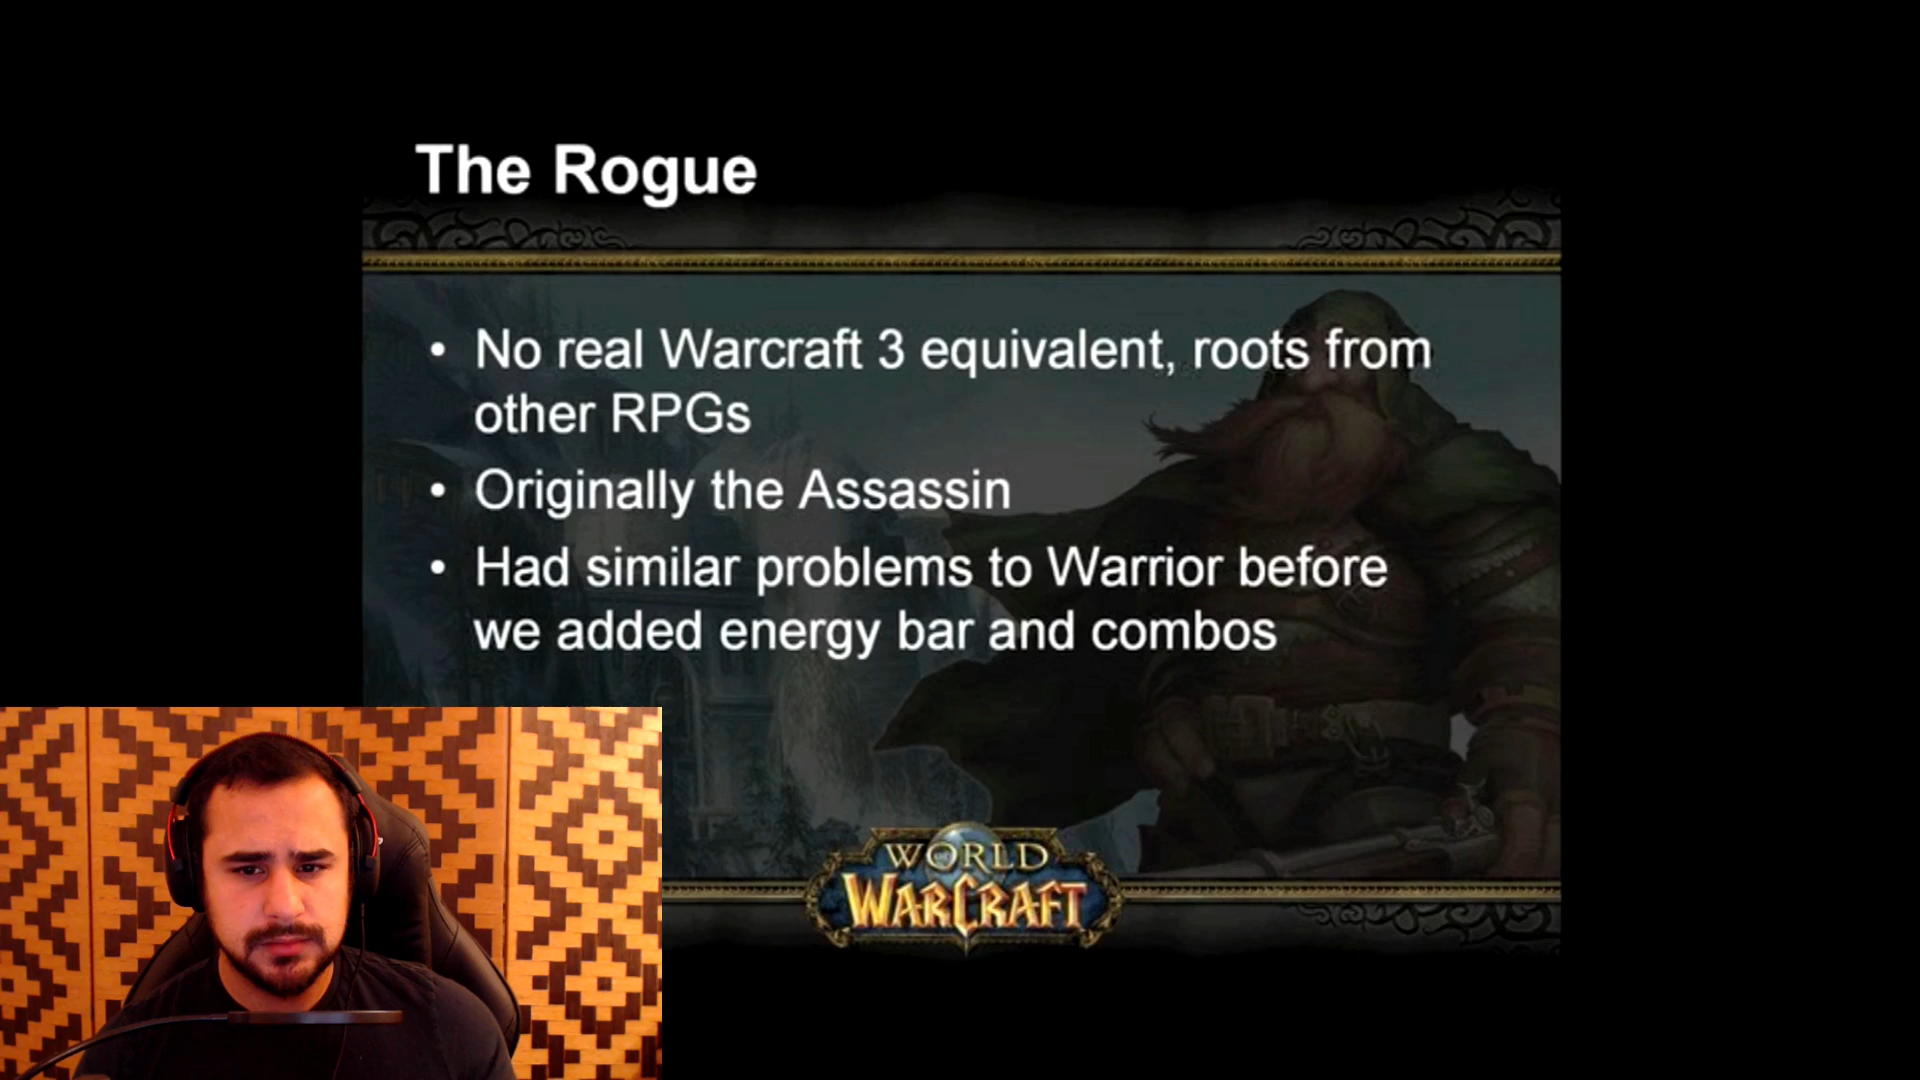 The Rogue
• No real Warcraft 3 equivalent, roots from
other RPGs
• Originally the Assassin
• Had similar problems to Warrior before
we added energy bar and combos
WORLD
OF
WARCRAFT